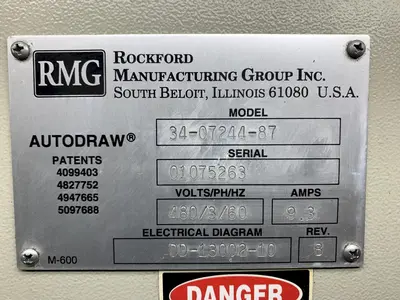 RMG
ROCKFORD
MANUFACTURING GROUP INC.
SOUTH BELOIT, ILLINOIS 61080 U.S.A.
MODEL
34-07244-87
AUTODRAW®
SERIAL
01075263
PATENTS
4099403
4827752
4947665
5097688
VOLTS/PH/HZ
AMPS
460/3/60
9.3
ELECTRICAL DIAGRAM
REV.
M-600
DANGER